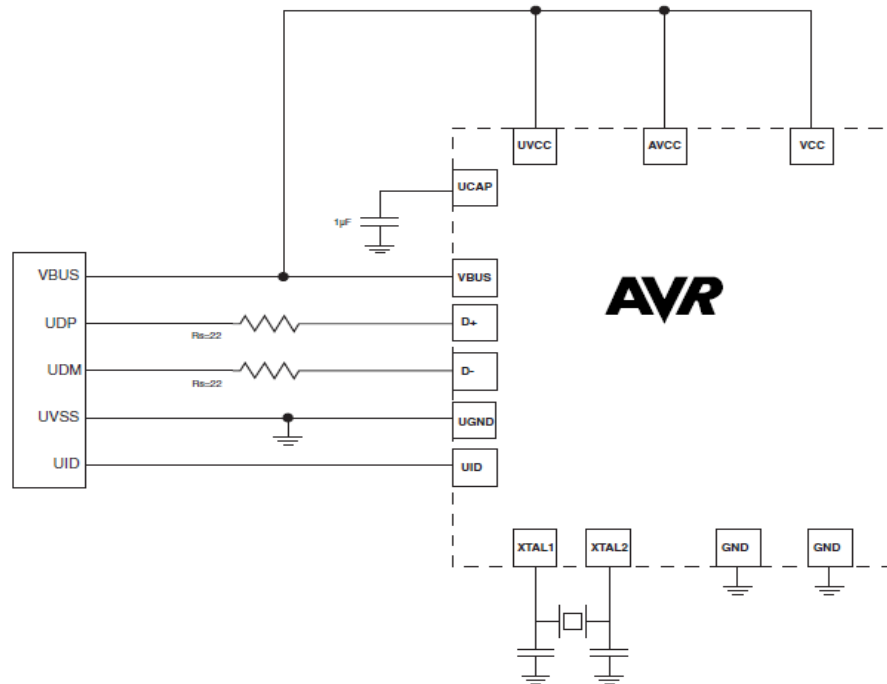 UVCC
AVCC
VCC
UCAP
1µF
VBUS
VBUS
AVR
UDP
Rs=22
D+
UDM
Rs=22
D-
UVSS
UGND
UID
UID
XTAL1
XTAL2
GND
GND